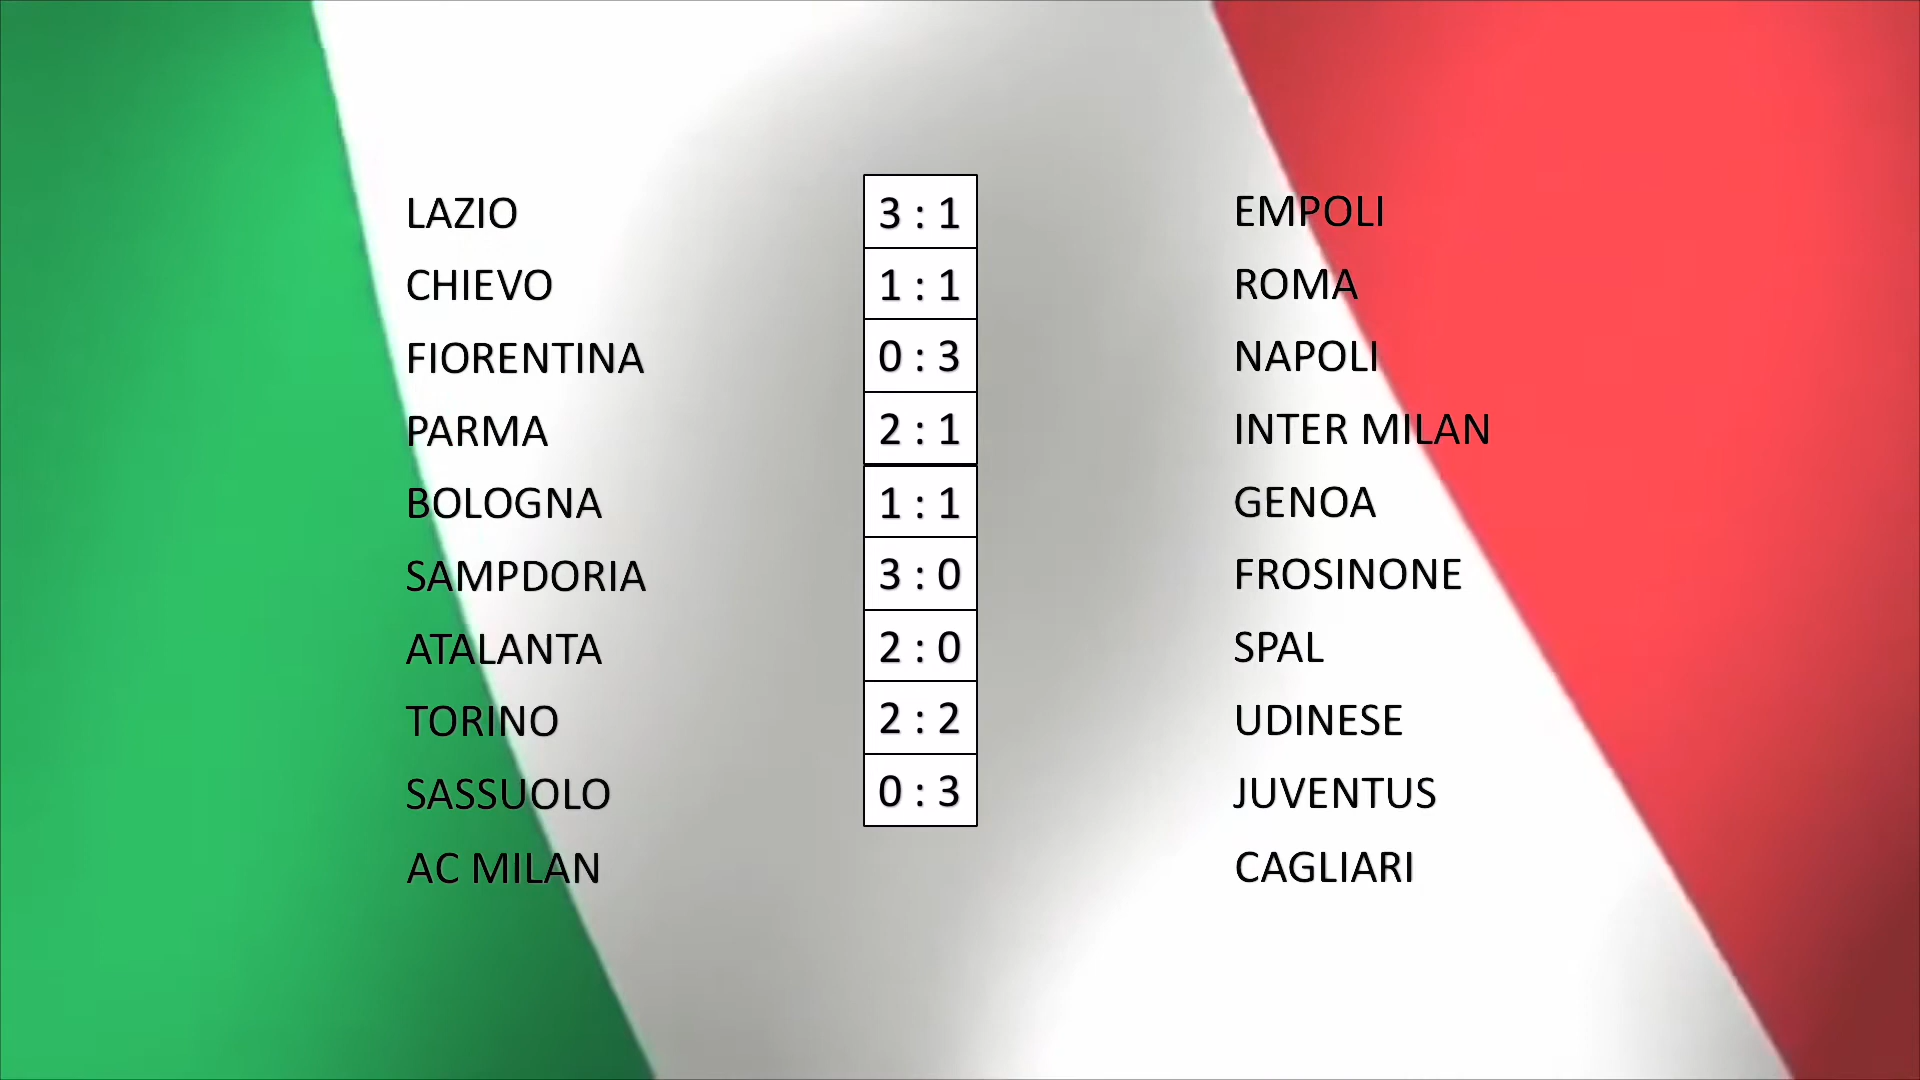 LAZIO 3 : 1 EMPOLI
CHIEVO 1 : 1 ROMA
FIORENTINA 0 : 3 NAPOLI
PARMA 2 : 1 INTER MILAN
BOLOGNA 1 : 1 GENOA
SAMPDORIA 3 : 0 FROSINONE
ATALANTA 2 : 0 SPAL
TORINO 2 : 2 UDINESE
SASSUOLO 0 : 3 JUVENTUS
AC MILAN CAGLIARI